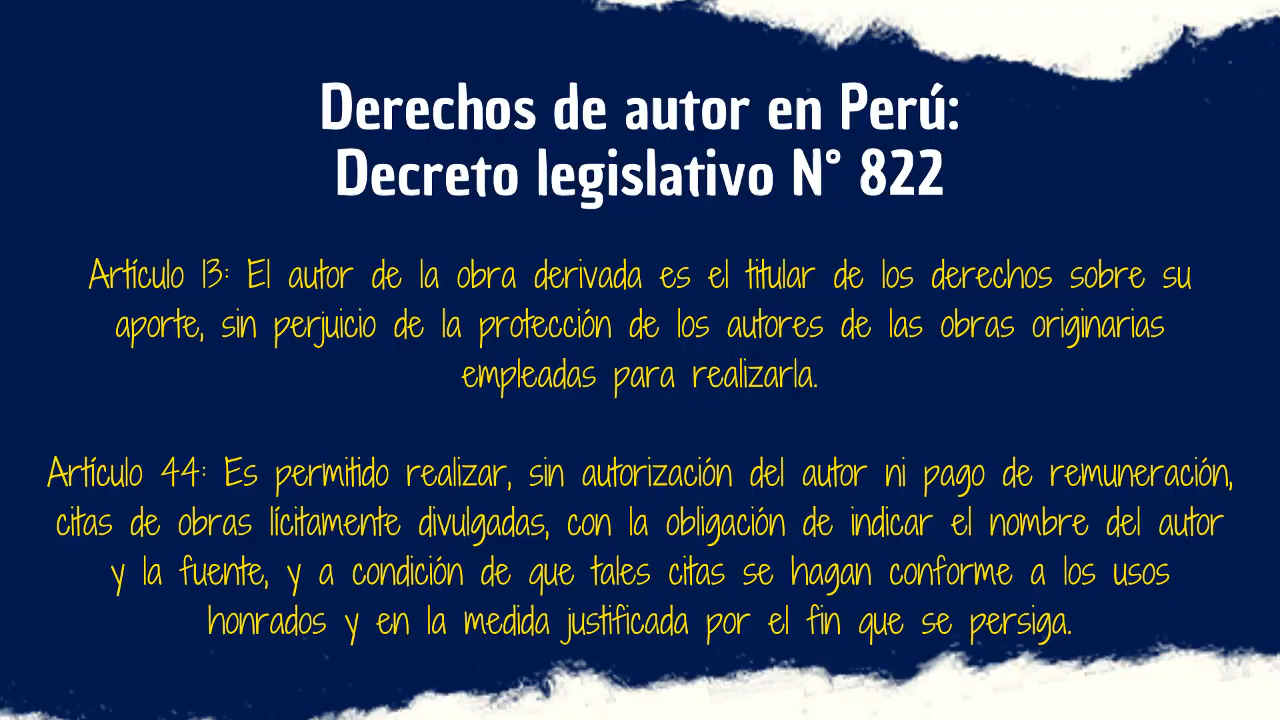 Derechos de autor en Perú:
Decreto legislativo N° 822
Artículo 13: El autor de la obra derivada es el titular de los derechos sobre su
aporte, sin perjuicio de la protección de los autores de las obras originarias
empleadas para realizarla.
Artículo 44: Es permitido realizar, sin autorización del autor ni pago de remuneración,
citas de obras lícitamente divulgadas, con la obligación de indicar el nombre del autor
y la fuente, y a condición de que tales citas se hagan conforme a los usos
honrados y en la medida justificada por el fin que se persiga.